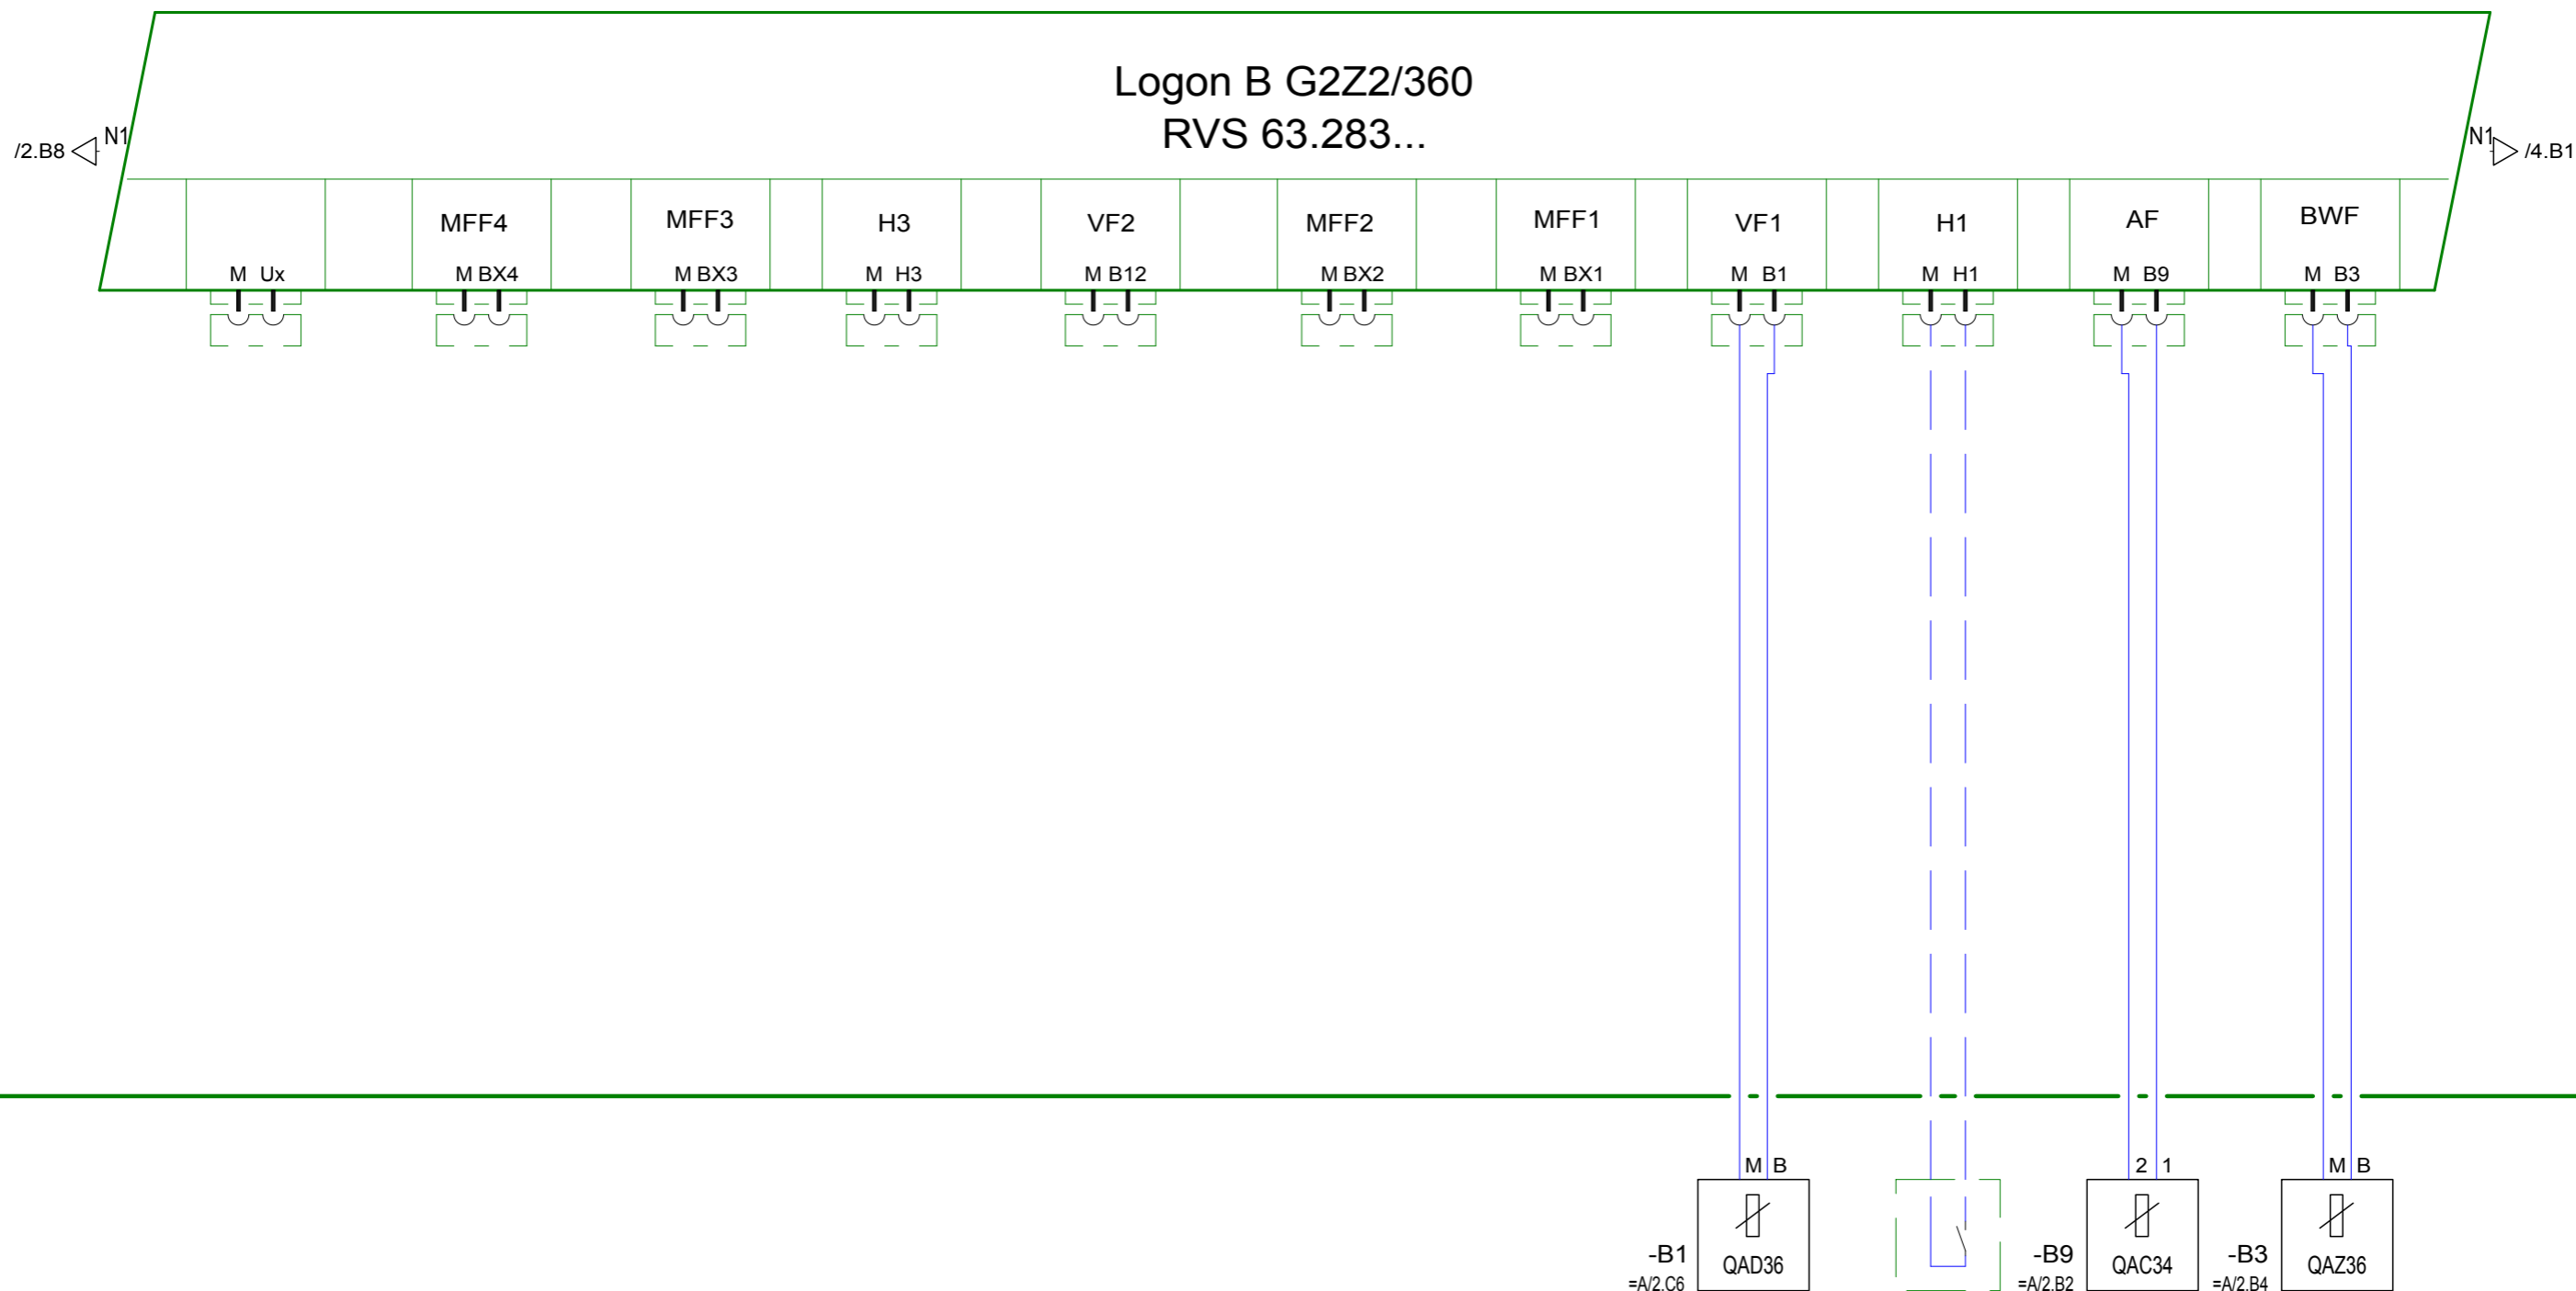 Logon B G2Z2/360
RVS 63.283...
/2.B8 N1 N1 /4.B1
MFF4 MFF3 H3 VF2 MFF2 MFF1 VF1 H1 AF BWF
M Ux M BX4 M BX3 M H3 M B12 M BX2 M BX1 M B1 M H1 M B9 M B3
M B 2 1 M B
-B1 QAD36 -B9 QAC34 -B3 QAZ36
=A/2.C6 =A/2.B2 =A/2.B4